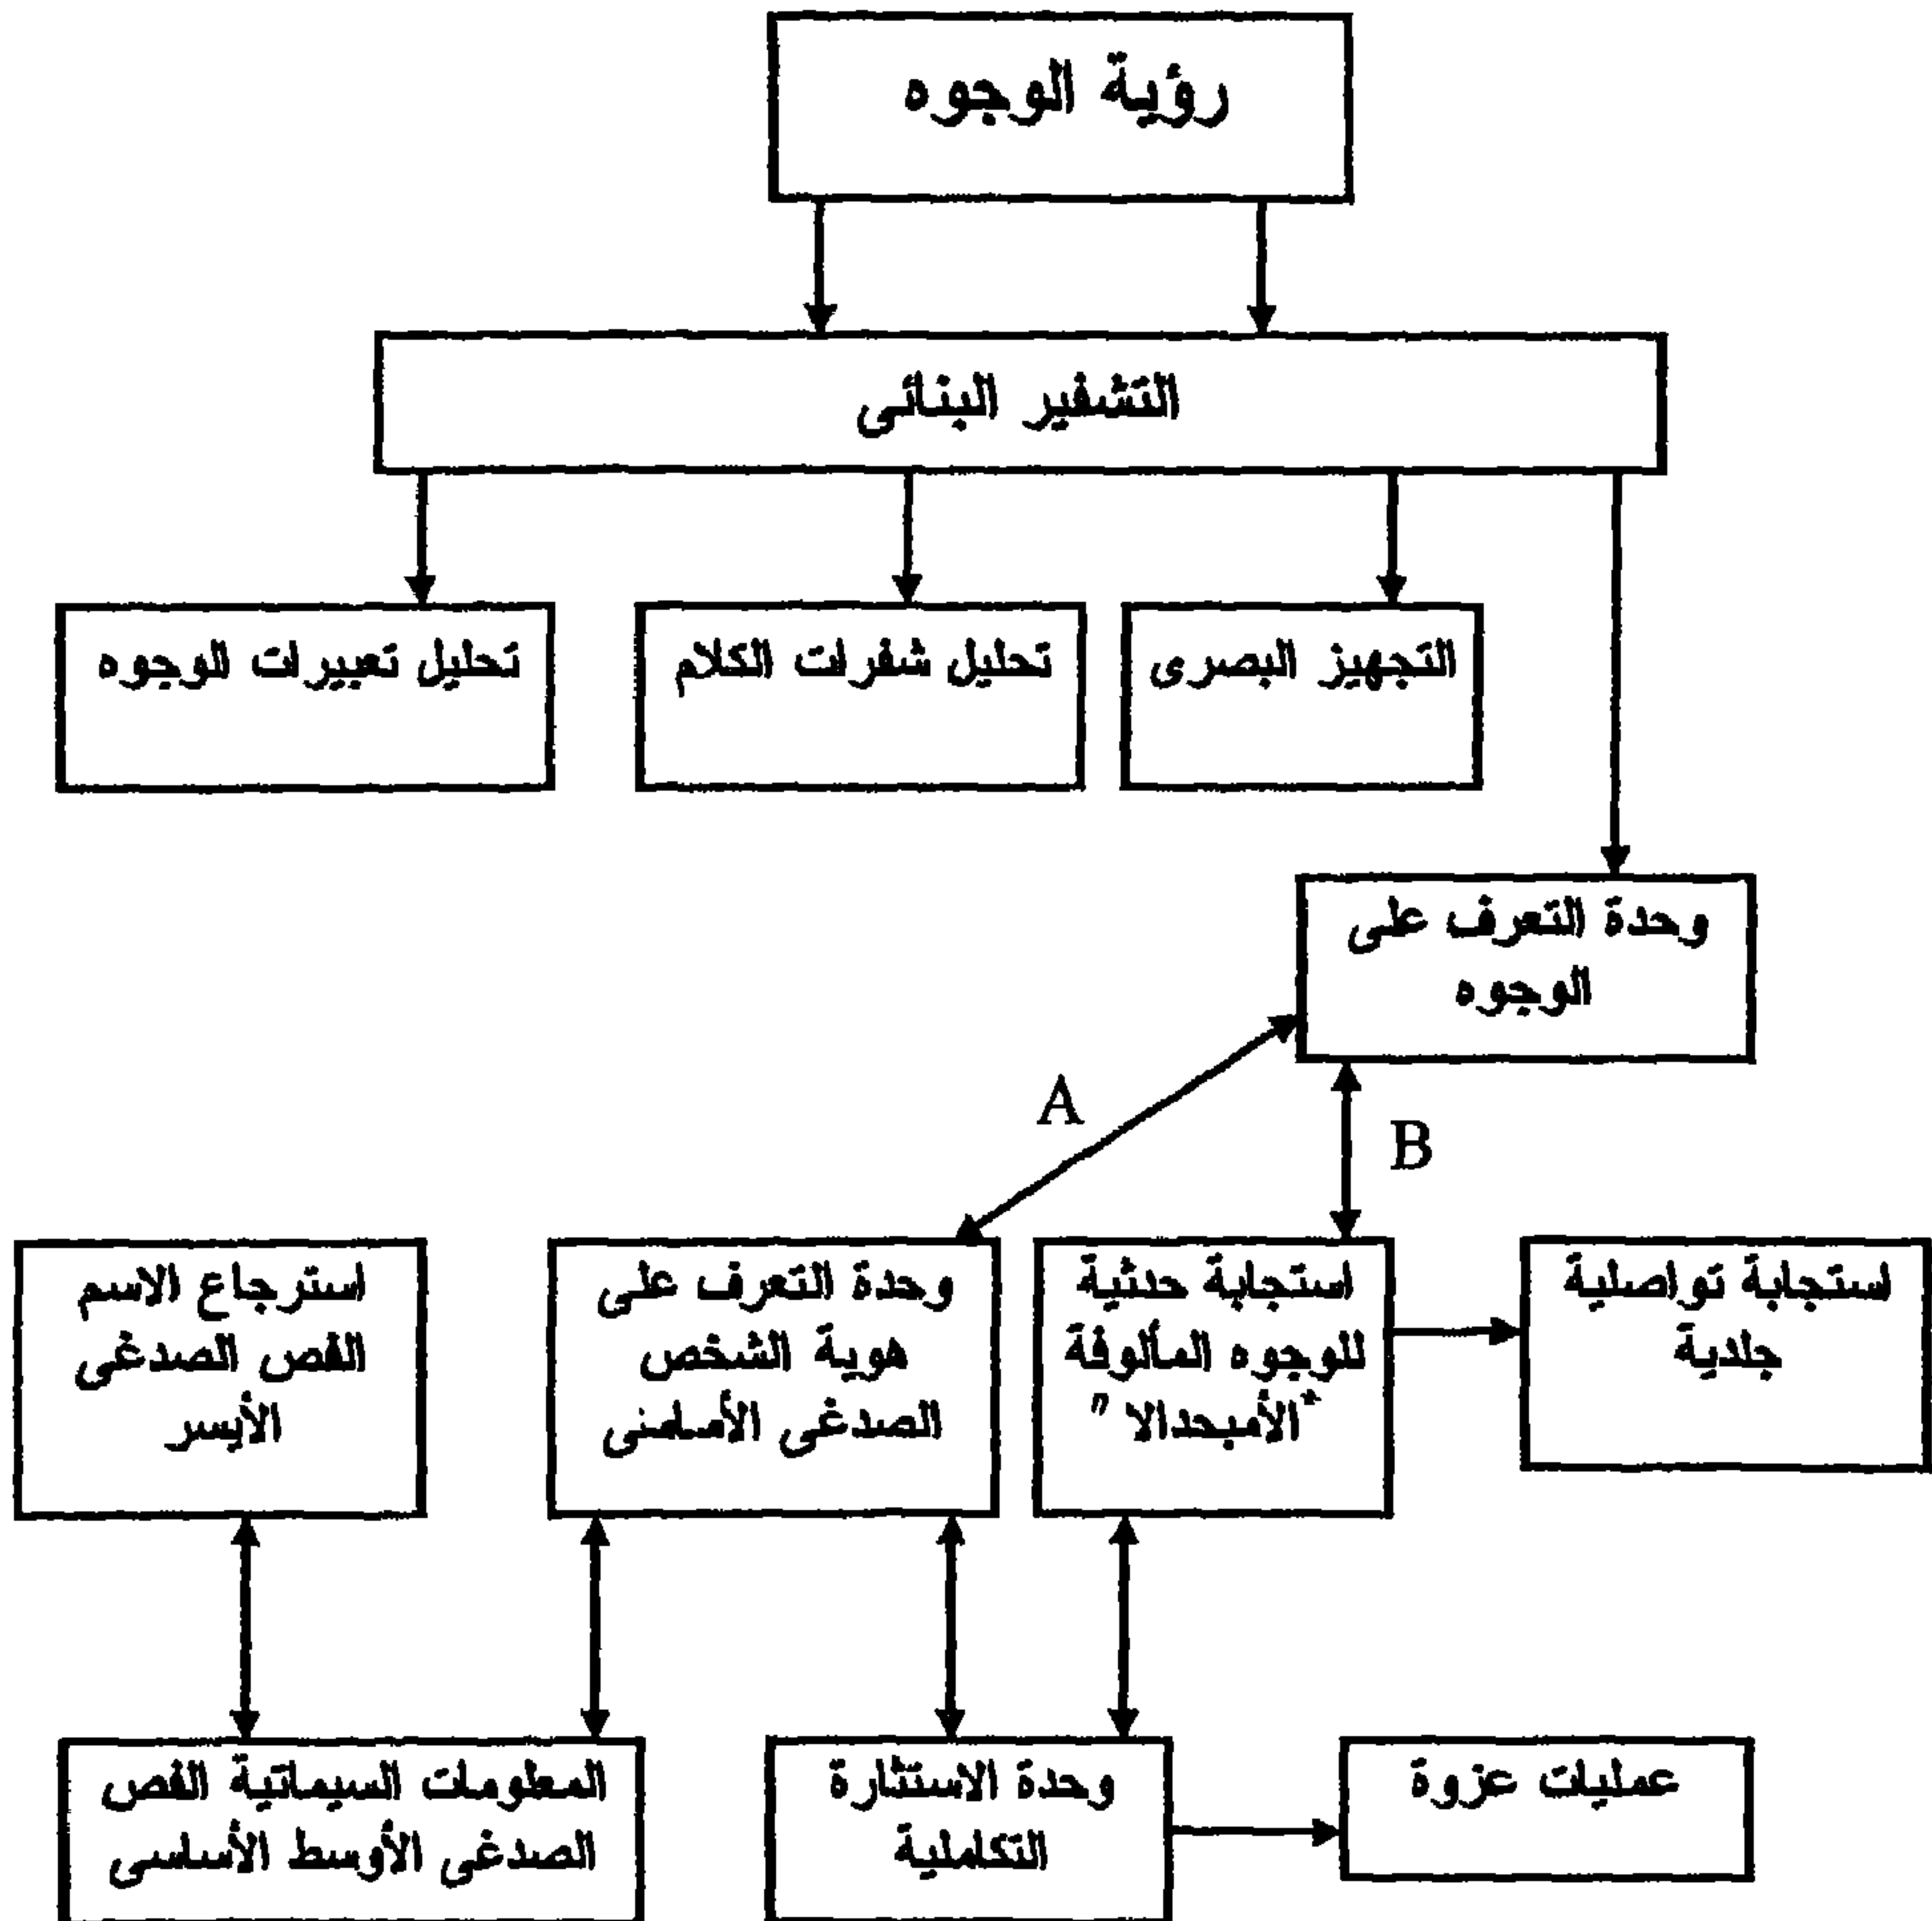 رؤية الوجوه
التشفير البنائى
التجهيز البصرى
تحليل شفرات الكلام
تحليل تعبيرات الوجوه
وحدة التعرف على
الوجوه
A
B
استجابة تواصلية
جلدية
استجابة حدثية
للوجوه المألوفة
"الأميجدالا"
وحدة التعرف على
هوية الشخص
الصدغى الأمامى
استرجاع الاسم
الفص الصدغى
الأيسر
عمليات عزوة
وحدة الاستثارة
التكاملية
المعلومات السيمانتية الفص
الصدغى الأوسط الأساسى